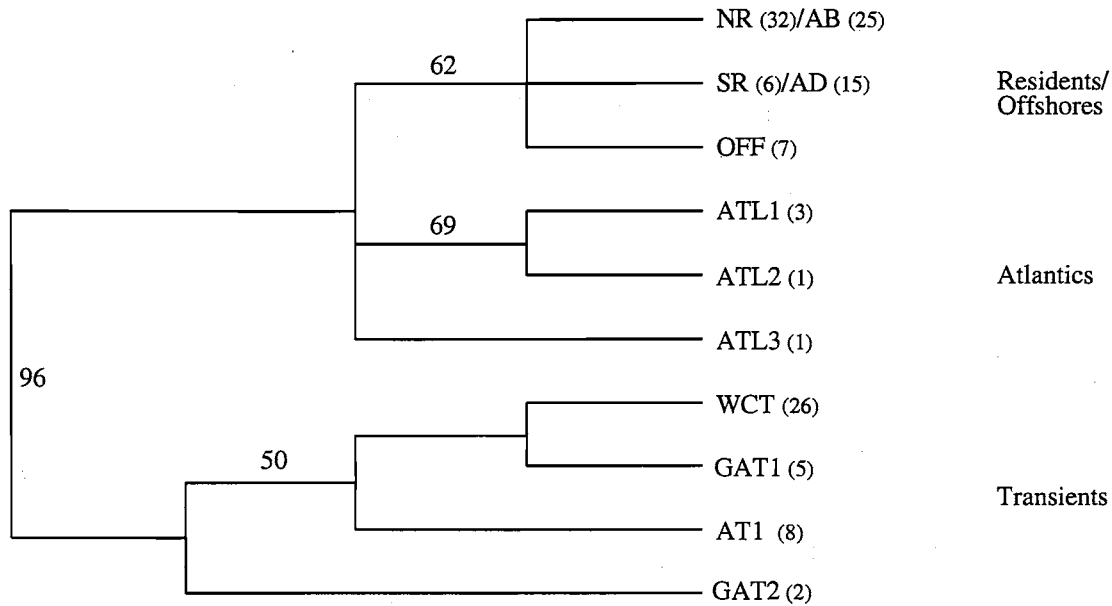 NR (32)/AB (25)
62
SR (6)/AD (15)
Residents/
Offshores
OFF (7)
ATL1 (3)
69
ATL2 (1)
Atlantics
ATL3 (1)
96
WCT (26)
50
GAT1 (5)
Transients
AT1 (8)
GAT2 (2)